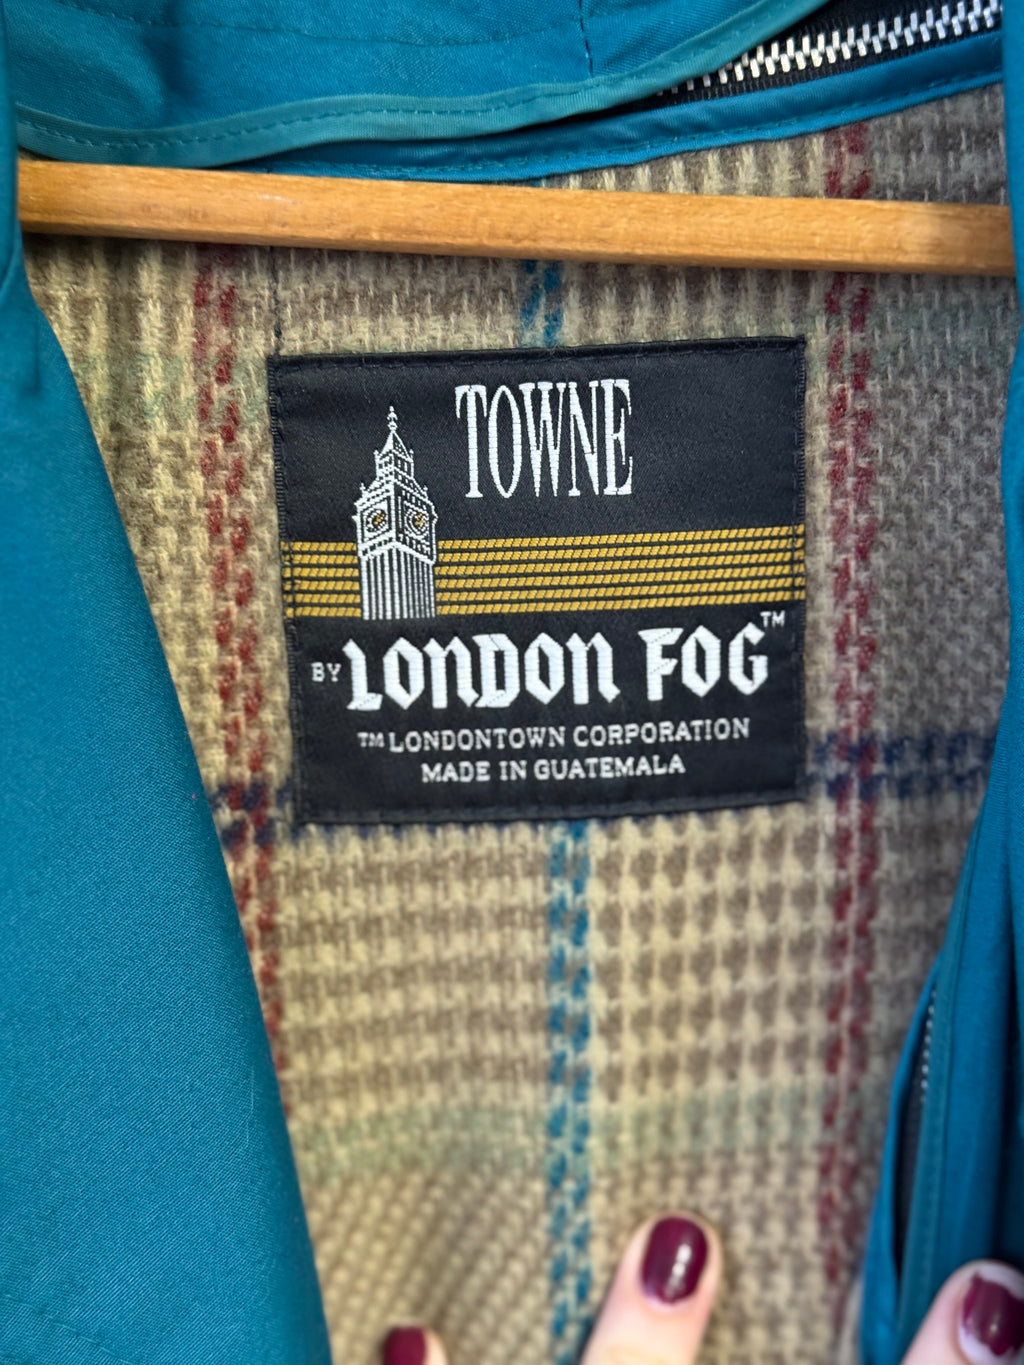 TOWNE
BY LONDON FOG™
™ LONDONTOWN CORPORATION
MADE IN GUATEMALA